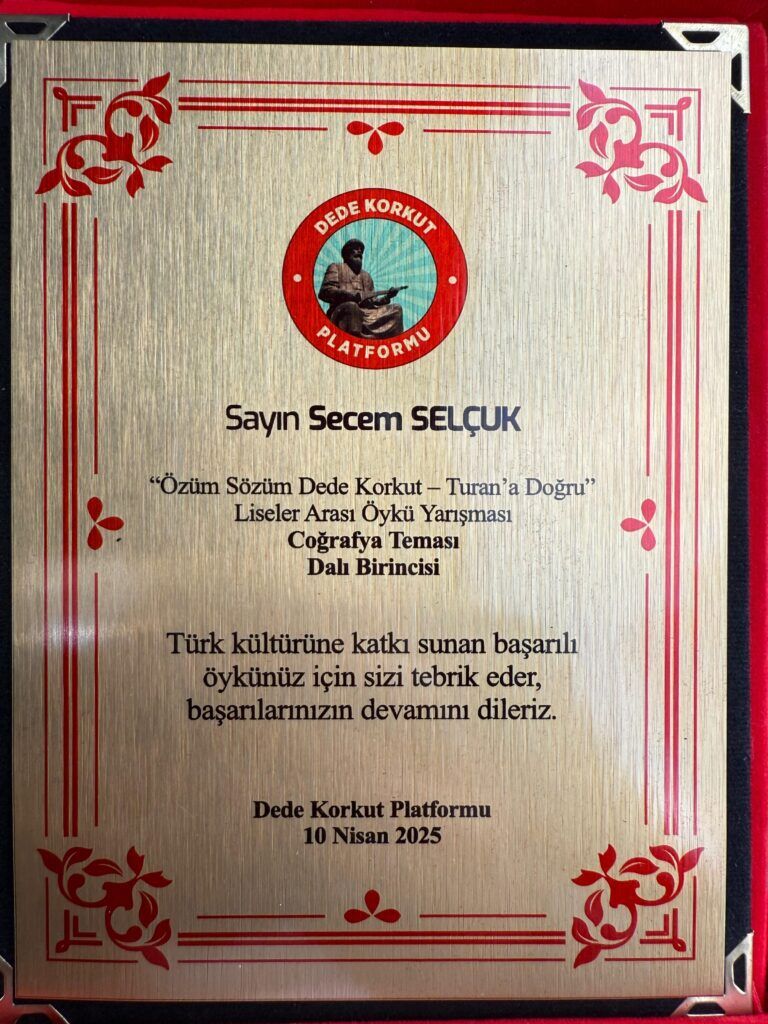 DEDE KORKUT
PLATFORMU
Sayın Secem SELÇUK
“Özüm Sözüm Dede Korkut – Turan’a Doğru”
Liseler Arası Öykü Yarışması
Coğrafya Teması
Dalı Birincisi
Türk kültürüne katkı sunan başarılı
öykünüz için sizi tebrik eder,
başarılarınızın devamını dileriz.
Dede Korkut Platformu
10 Nisan 2025